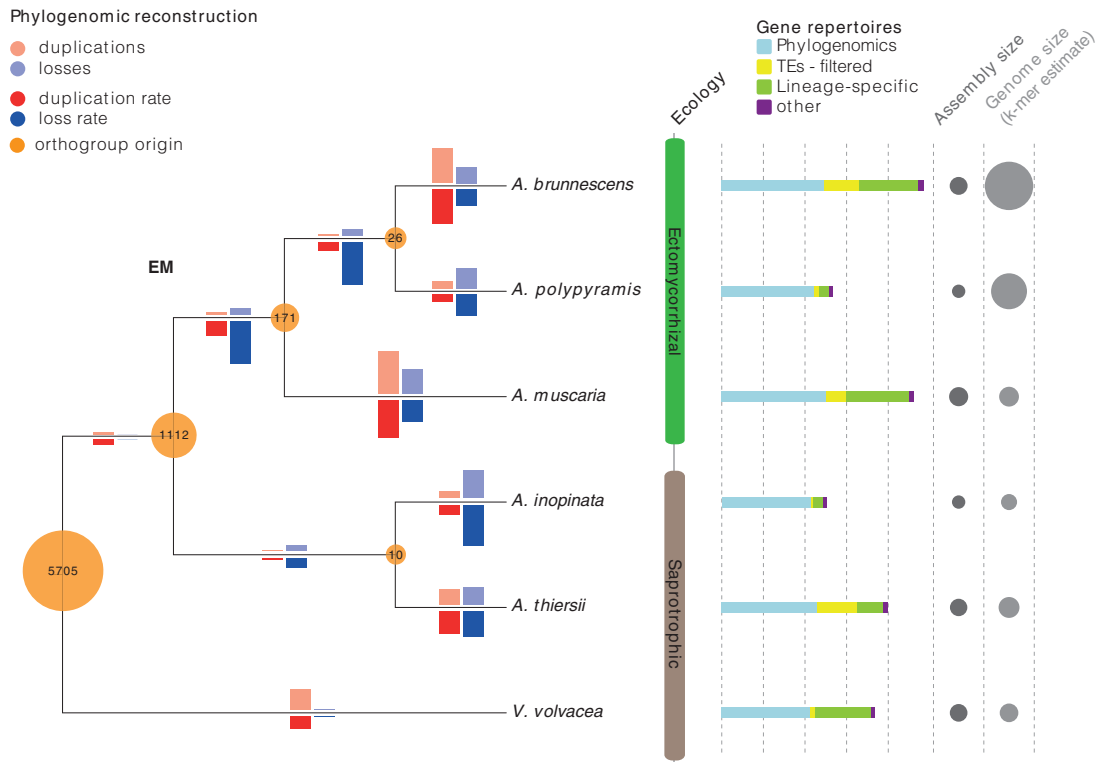 Phylogenomic reconstruction
duplications
losses
duplication rate
loss rate
orthogroup origin
Gene repertoires
Phylogenomics
TEs - filtered
Lineage-specific
other
Ecology
Assembly size
Genome size
(k-mer estimate)
EM
A. brunnescens
26
A. polypyramis
171
A. muscaria
1112
A. inopinata
10
5705
A. thiersii
V. volvacea
Ectomycorrhizal
Saprotrophic